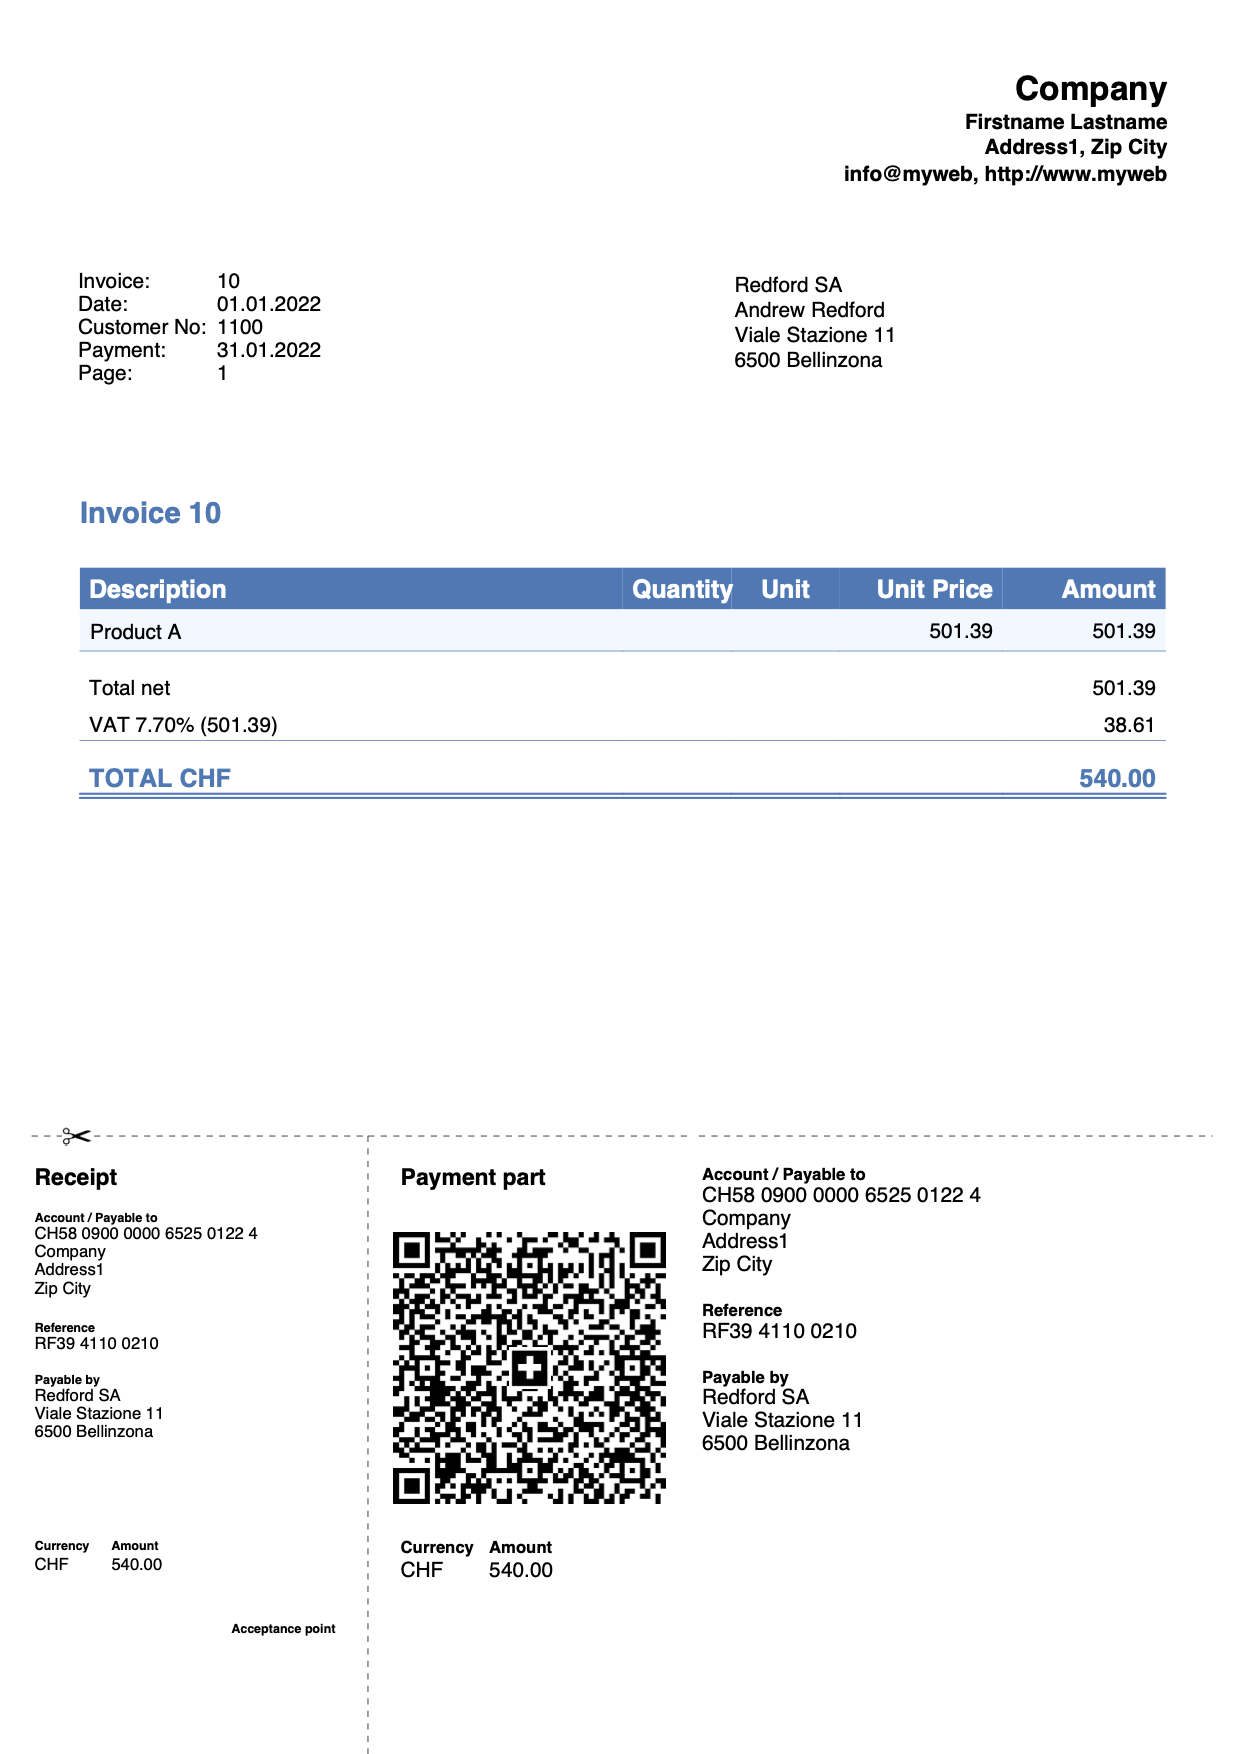 Company
Firstname Lastname
Address1, Zip City
info@myweb, http://www.myweb
Invoice: 10
Date: 01.01.2022
Customer No: 1100
Payment: 31.01.2022
Page: 1
Redford SA
Andrew Redford
Viale Stazione 11
6500 Bellinzona
Invoice 10
Description Quantity Unit Unit Price Amount
Product A 501.39 501.39
Total net 501.39
VAT 7.70% (501.39) 38.61
TOTAL CHF 540.00
Receipt
Account / Payable to
CH58 0900 0000 6525 0122 4
Company
Address1
Zip City
Reference
RF39 4110 0210
Payable by
Redford SA
Viale Stazione 11
6500 Bellinzona
Currency Amount
CHF 540.00
Acceptance point
Payment part
Currency Amount
CHF 540.00
Account / Payable to
CH58 0900 0000 6525 0122 4
Company
Address1
Zip City
Reference
RF39 4110 0210
Payable by
Redford SA
Viale Stazione 11
6500 Bellinzona